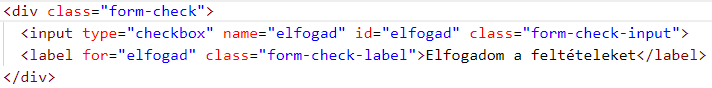 <div class="form-check">
  <input type="checkbox" name="elfogad" id="elfogad" class="form-check-input">
  <label for="elfogad" class="form-check-label">Elfogadom a feltételeket</label>
</div>